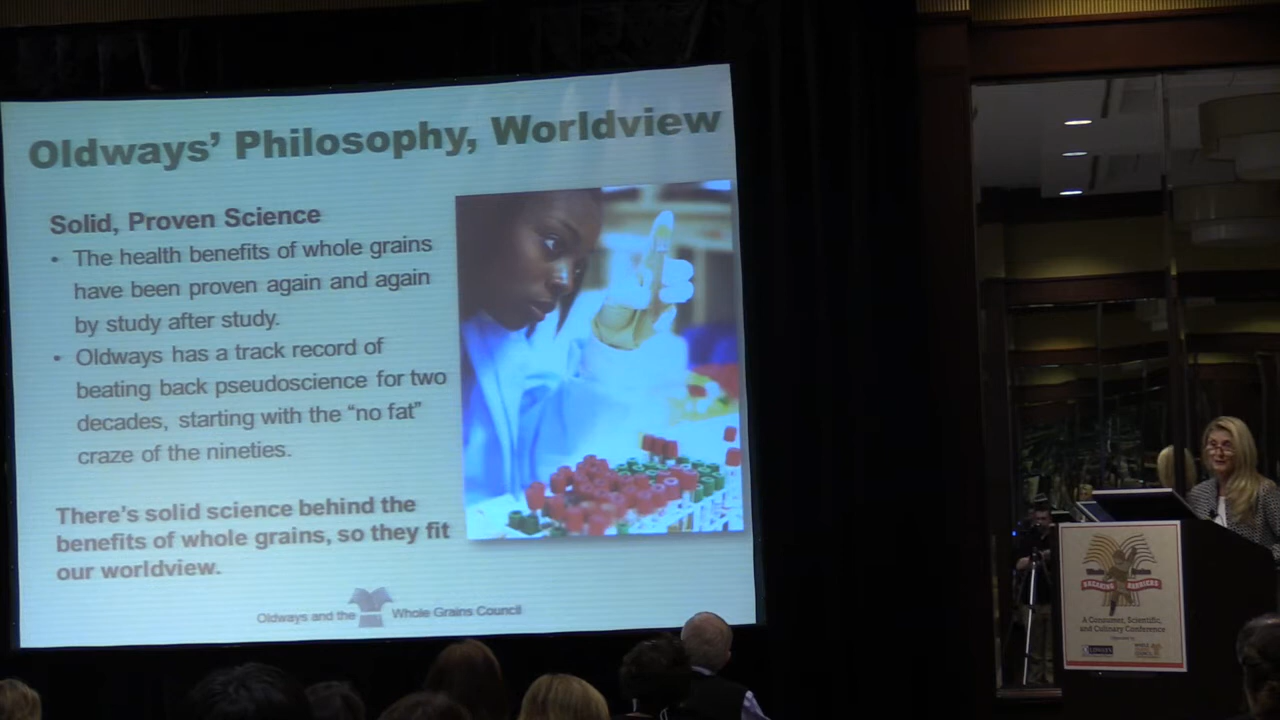 Oldways' Philosophy, Worldview
Solid, Proven Science
• The health benefits of whole grains
have been proven again and again
by study after study.
• Oldways has a track record of
beating back pseudoscience for two
decades, starting with the "no fat"
craze of the nineties.
There's solid science behind the
benefits of whole grains, so they fit
our worldview.
Oldways and the Whole Grains Council
BREAKING BARRIERS
A Consumer, Scientific,
and Culinary Conference
OLDWAYS